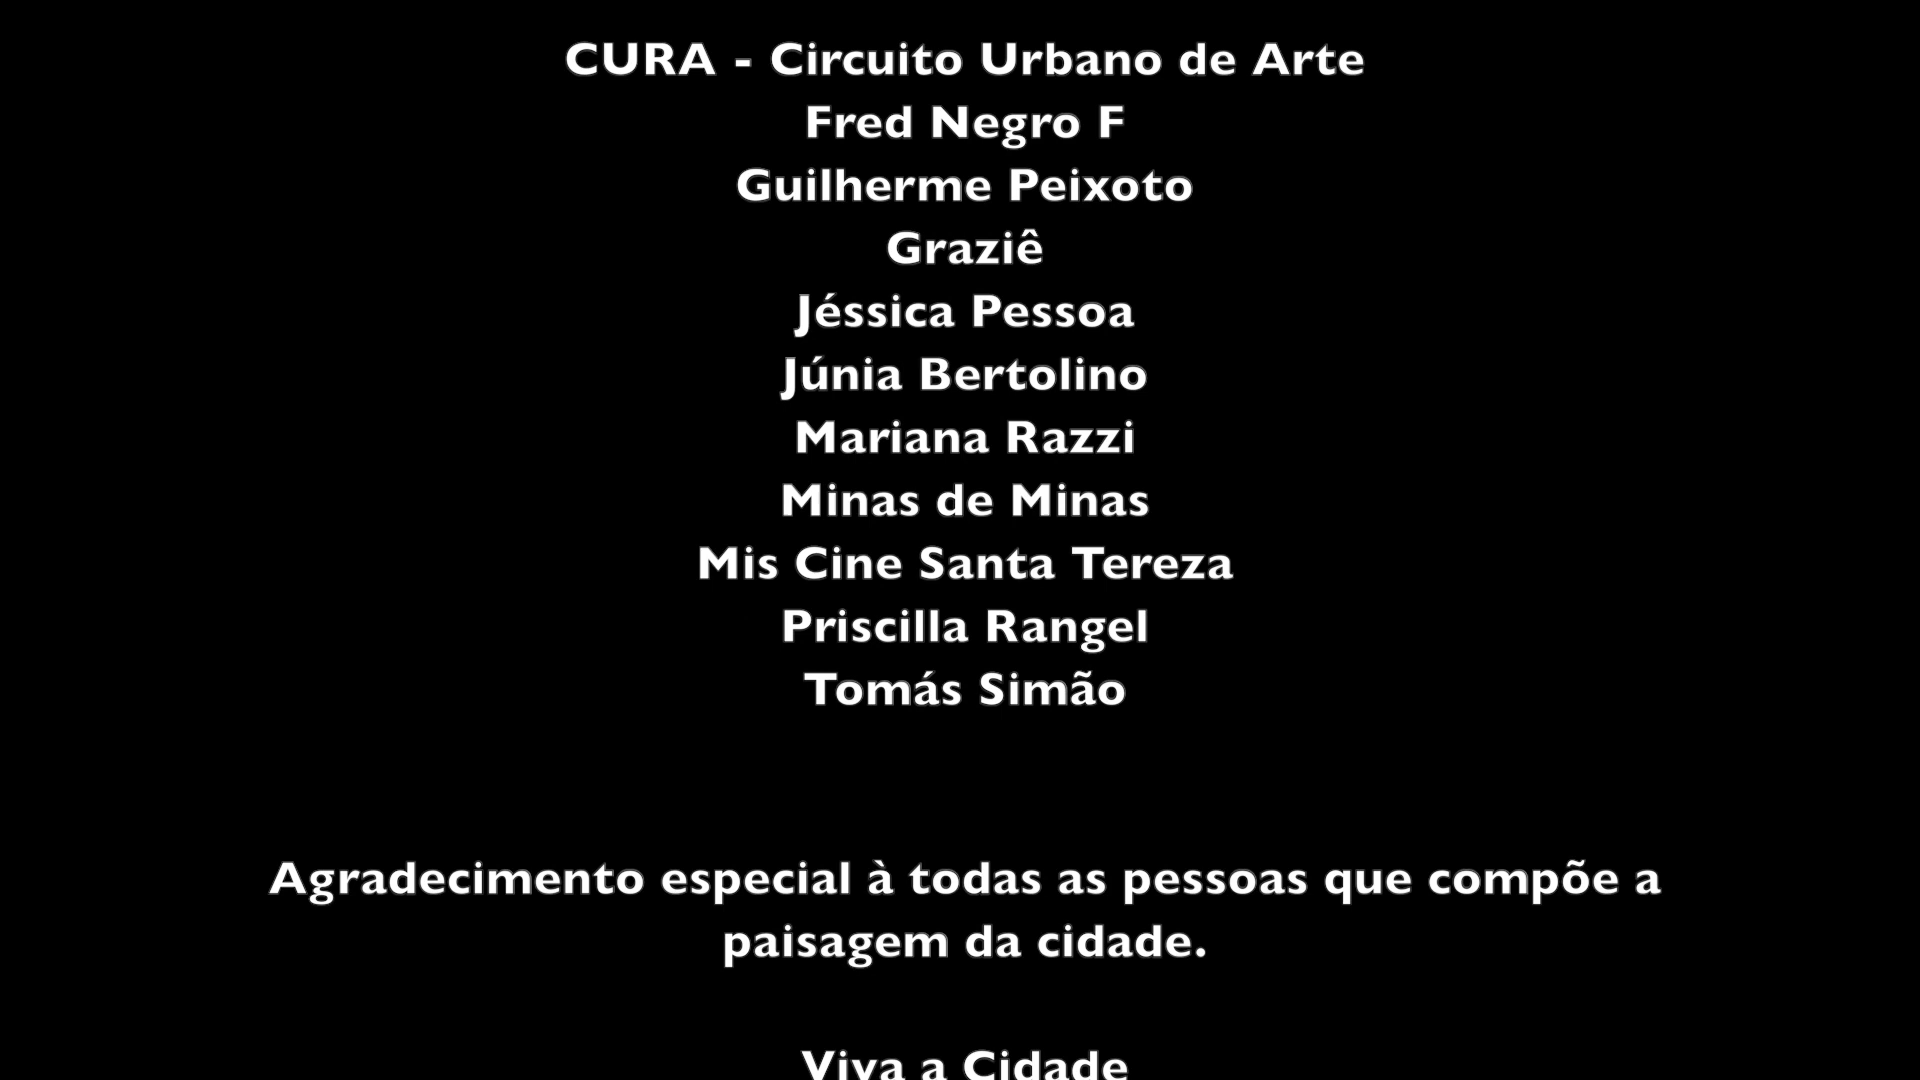 CURA - Circuito Urbano de Arte
Fred Negro F
Guilherme Peixoto
Graziê
Jéssica Pessoa
Júnia Bertolino
Mariana Razzi
Minas de Minas
Mis Cine Santa Tereza
Priscilla Rangel
Tomás Simão
Agradecimento especial à todas as pessoas que compõe a
paisagem da cidade.
Viva a Cidade